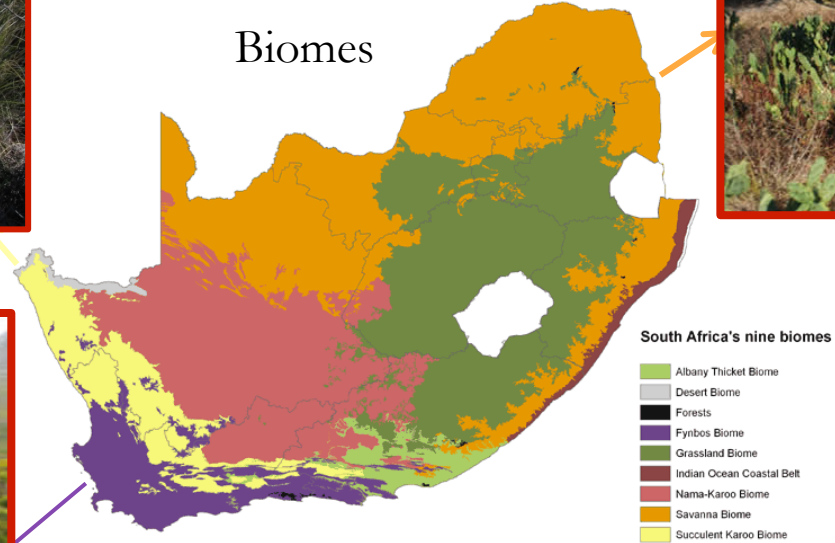 Biomes
South Africa's nine biomes
Albany Thicket Biome
Desert Biome
Forests
Fynbos Biome
Grassland Biome
Indian Ocean Coastal Belt
Nama-Karoo Biome
Savanna Biome
Succulent Karoo Biome